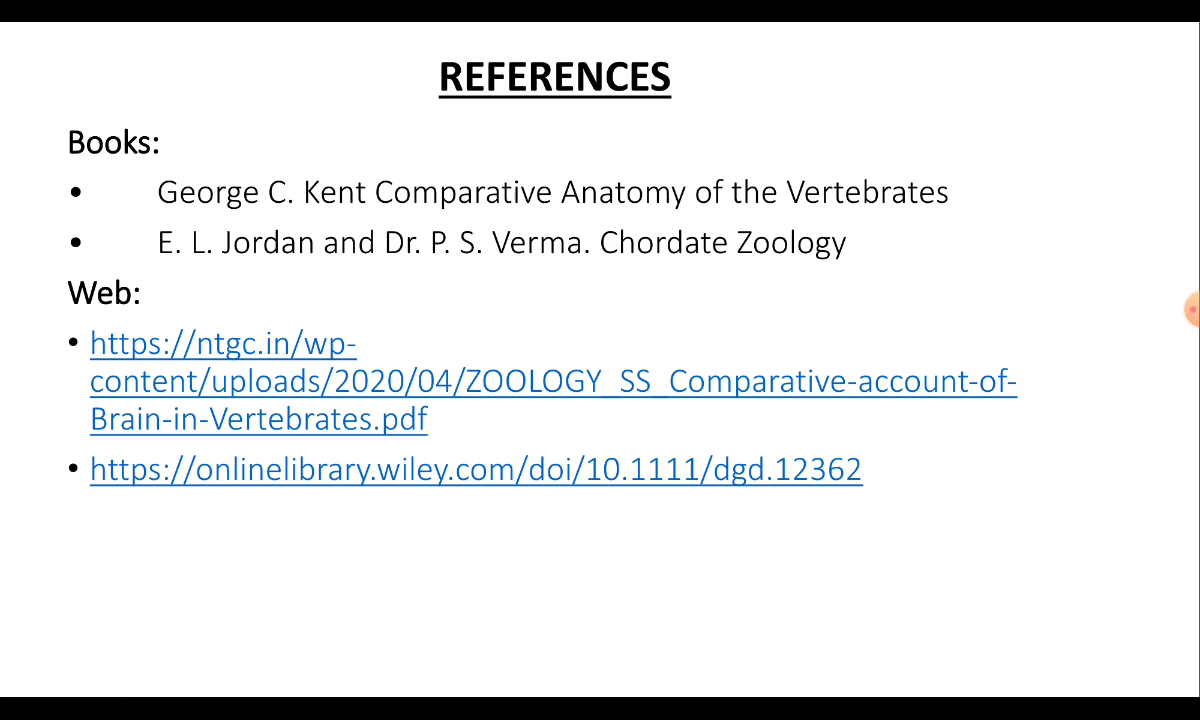 REFERENCES
Books:
• George C. Kent Comparative Anatomy of the Vertebrates
• E. L. Jordan and Dr. P. S. Verma. Chordate Zoology
Web:
• https://ntgc.in/wp-
content/uploads/2020/04/ZOOLOGY_SS_Comparative-account-of-
Brain-in-Vertebrates.pdf
• https://onlinelibrary.wiley.com/doi/10.1111/dgd.12362